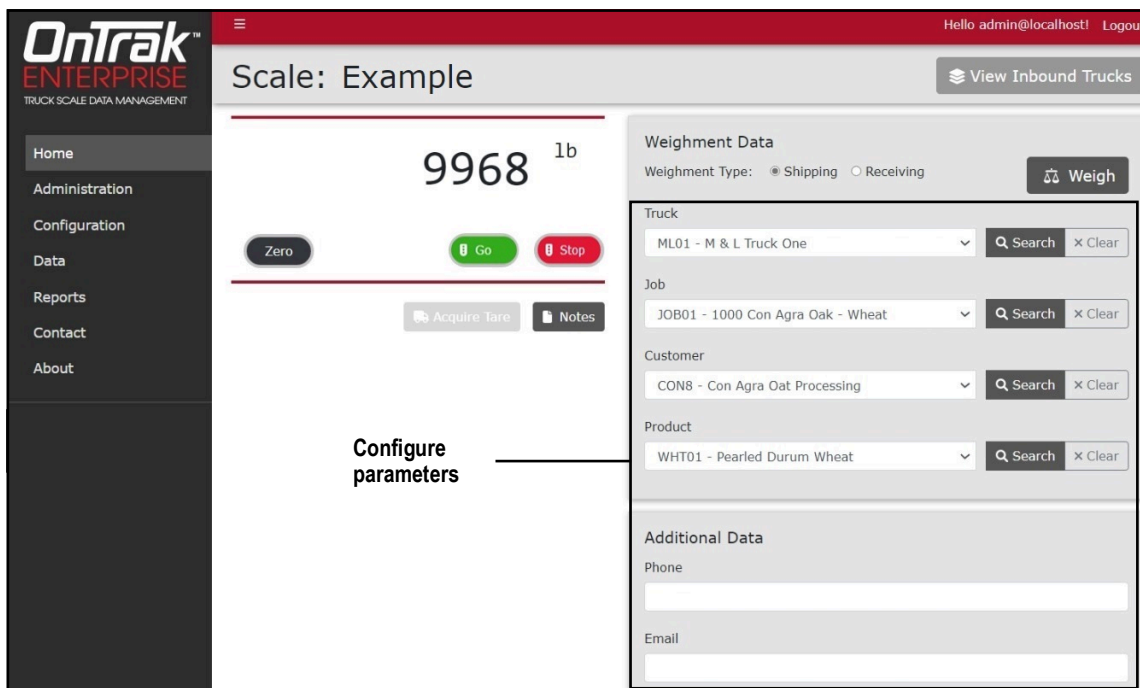 OnTrak™
ENTERPRISE
TRUCK SCALE DATA MANAGEMENT
Home
Administration
Configuration
Data
Reports
Contact
About
Hello admin@localhost! Logou
Scale: Example
View Inbound Trucks
9968 lb
Zero
Go
Stop
Acquire Tare
Notes
Configure
parameters
Weighment Data
Weighment Type: Shipping Receiving
Weigh
Truck
ML01 - M & L Truck One
Search
Clear
Job
JOB01 - 1000 Con Agra Oak - Wheat
Search
Clear
Customer
CON8 - Con Agra Oat Processing
Search
Clear
Product
WHT01 - Pearled Durum Wheat
Search
Clear
Additional Data
Phone
Email